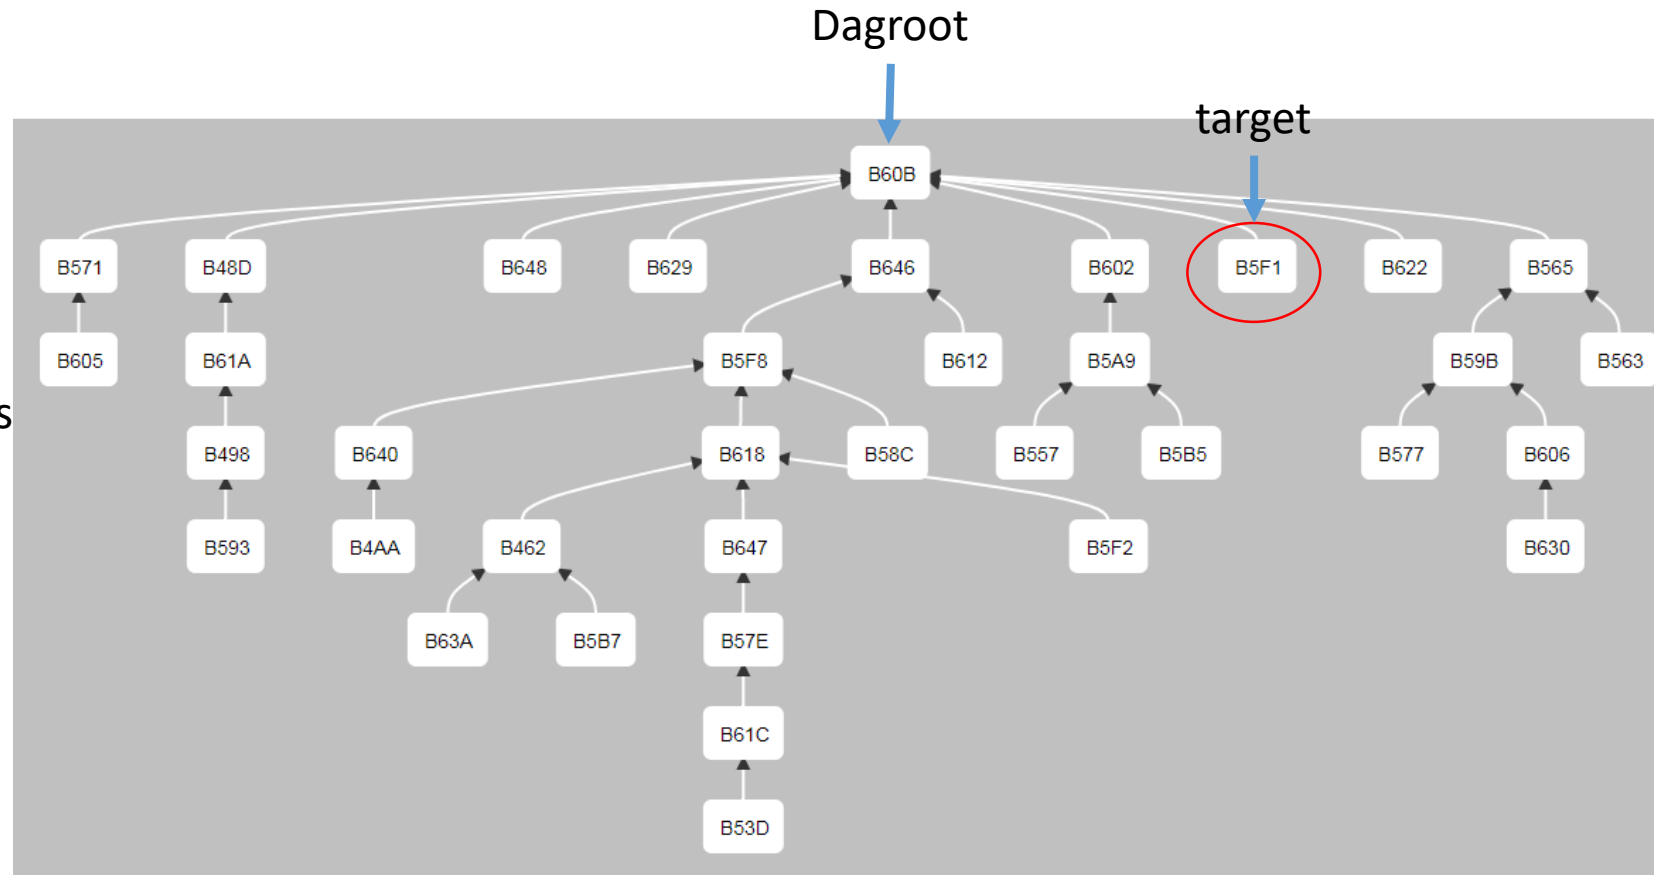 Dagroot
target
B60B
B571 B48D B648 B629 B646 B602 B5F1 B622 B565
B605 B61A B5F8 B612 B5A9 B59B B563
s
B498 B640 B618 B58C B557 B5B5 B577 B606
B593 B4AA B462 B647 B5F2 B630
B63A B5B7 B57E
B61C
B53D